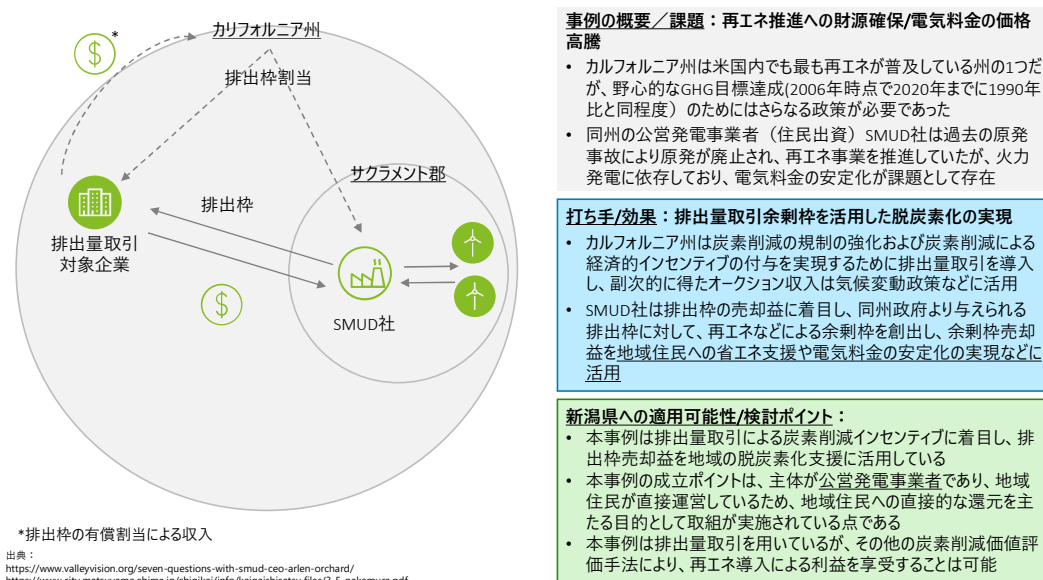 *
カリフォルニア州
排出枠割当
サクラメント郡
排出枠
排出量取引
対象企業
SMUD社
*排出枠の有償割当による収入
出典：
https://www.valleyvision.org/seven-questions-with-smud-ceo-arlen-orchard/
事例の概要／課題：再エネ推進への財源確保/電気料金の価格
高騰
• カルフォルニア州は米国内でも最も再エネが普及している州の1つだ
が、野心的なGHG目標達成(2006年時点で2020年までに1990年
比と同程度）のためにはさらなる政策が必要であった
• 同州の公営発電事業者（住民出資）SMUD社は過去の原発
事故により原発が廃止され、再エネ事業を推進していたが、火力
発電に依存しており、電気料金の安定化が課題として存在
打ち手/効果：排出量取引余剰枠を活用した脱炭素化の実現
• カルフォルニア州は炭素削減の規制の強化および炭素削減による
経済的インセンティブの付与を実現するために排出量取引を導入
し、副次的に得たオークション収入は気候変動政策などに活用
• SMUD社は排出枠の売却益に着目し、同州政府より与えられる
排出枠に対して、再エネなどによる余剰枠を創出し、余剰枠売却
益を地域住民への省エネ支援や電気料金の安定化の実現などに
活用
新潟県への適用可能性/検討ポイント：
• 本事例は排出量取引による炭素削減インセンティブに着目し、排
出枠売却益を地域の脱炭素化支援に活用している
• 本事例の成立ポイントは、主体が公営発電事業者であり、地域
住民が直接運営しているため、地域住民への直接的な還元を主
たる目的として取組が実施されている点である
• 本事例は排出量取引を用いているが、その他の炭素削減価値評
価手法により、再エネ導入による利益を享受することは可能